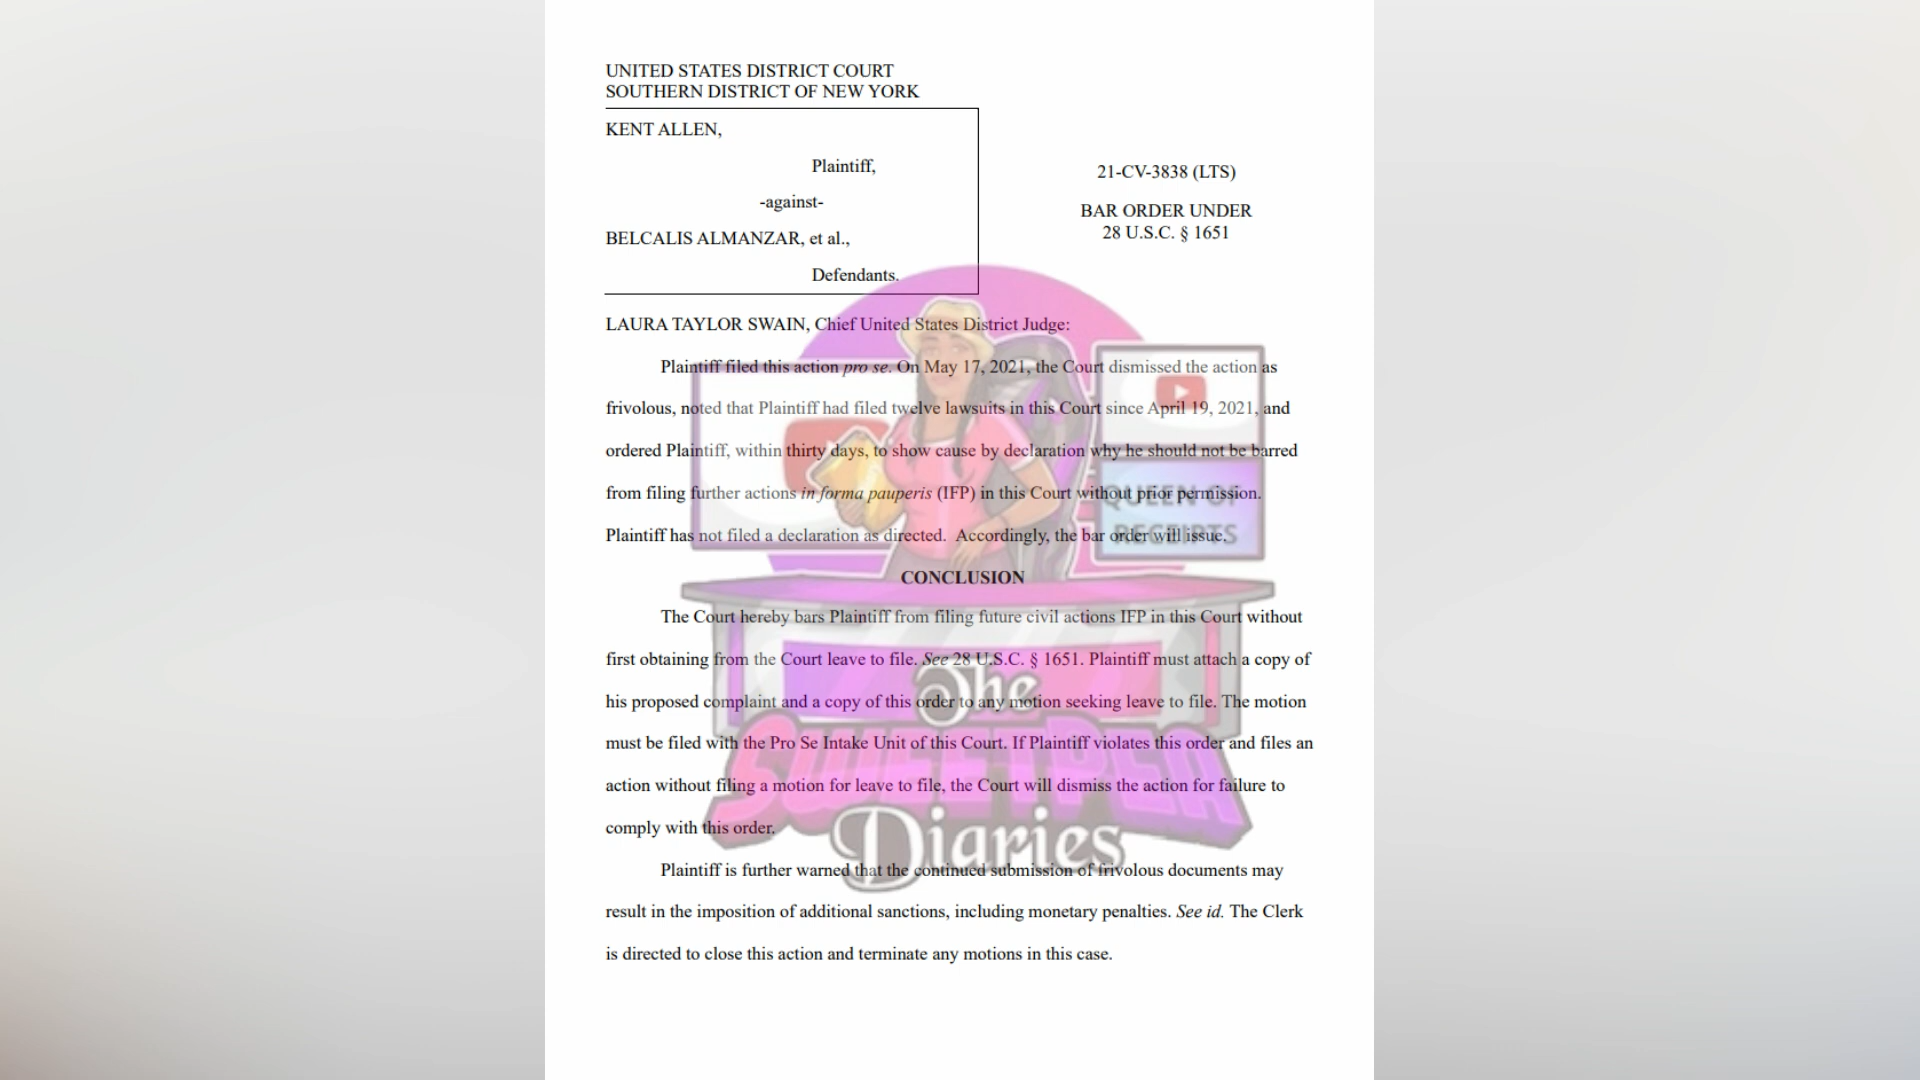 UNITED STATES DISTRICT COURT
SOUTHERN DISTRICT OF NEW YORK
KENT ALLEN,
Plaintiff,
-against-
BELCALIS ALMANZAR, et al.,
Defendants.
21-CV-3838 (LTS)
BAR ORDER UNDER
28 U.S.C. § 1651
LAURA TAYLOR SWAIN, Chief United States District Judge:
Plaintiff filed this action pro se. On May 17, 2021, the Court dismissed the action as
frivolous, noted that Plaintiff had filed twelve lawsuits in this Court since April 19, 2021, and
ordered Plaintiff, within thirty days, to show cause by declaration why he should not be barred
from filing further actions in forma pauperis (IFP) in this Court without prior permission.
Plaintiff has not filed a declaration as directed. Accordingly, the bar order will issue.
CONCLUSION
The Court hereby bars Plaintiff from filing future civil actions IFP in this Court without
first obtaining from the Court leave to file. See 28 U.S.C. § 1651. Plaintiff must attach a copy of
his proposed complaint and a copy of this order to any motion seeking leave to file. The motion
must be filed with the Pro Se Intake Unit of this Court. If Plaintiff violates this order and files an
action without filing a motion for leave to file, the Court will dismiss the action for failure to
comply with this order.
Plaintiff is further warned that the continued submission of frivolous documents may
result in the imposition of additional sanctions, including monetary penalties. See id. The Clerk
is directed to close this action and terminate any motions in this case.
QUEEN OF
RECEIPTS
The
SWEETPEA
Diaries